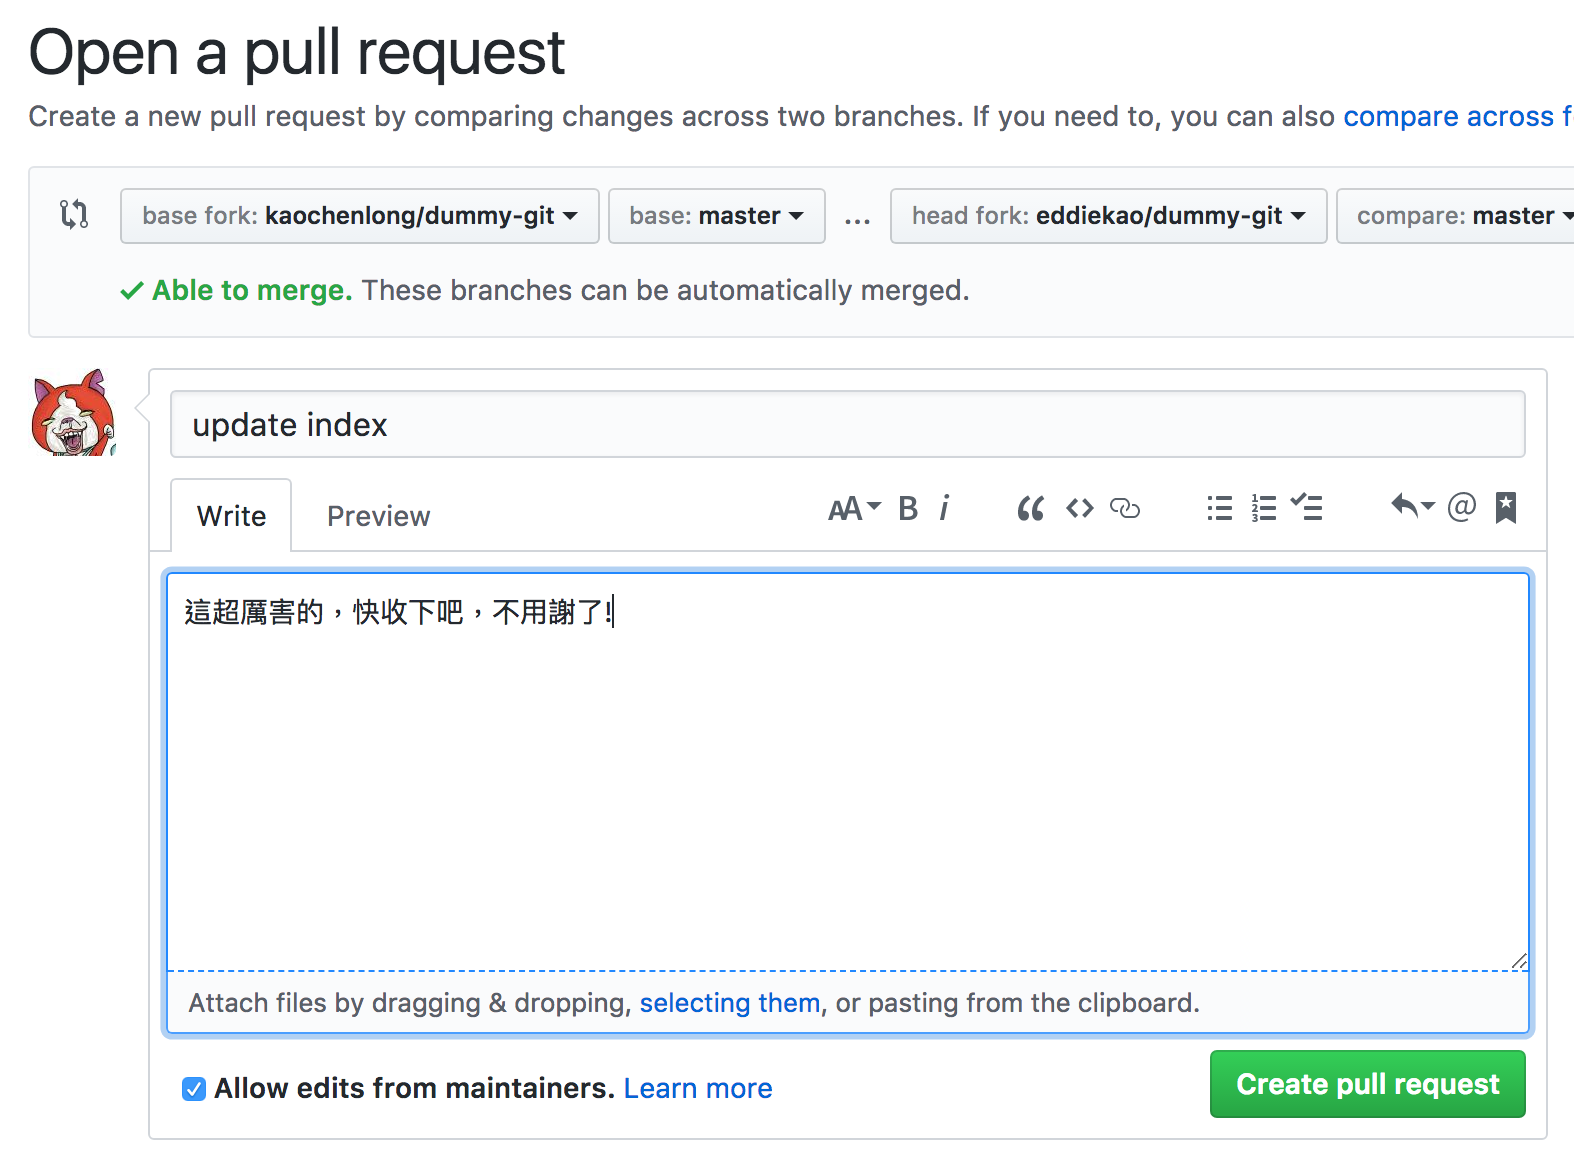 Open a pull request
Create a new pull request by comparing changes across two branches. If you need to, you can also compare across f
base fork: kaochenlong/dummy-git base: master ... head fork: eddiekao/dummy-git compare: master
Able to merge. These branches can be automatically merged.
update index
Write Preview AA B i “ <> @
這超厲害的，快收下吧，不用謝了!
Attach files by dragging & dropping, selecting them, or pasting from the clipboard.
Allow edits from maintainers. Learn more Create pull request